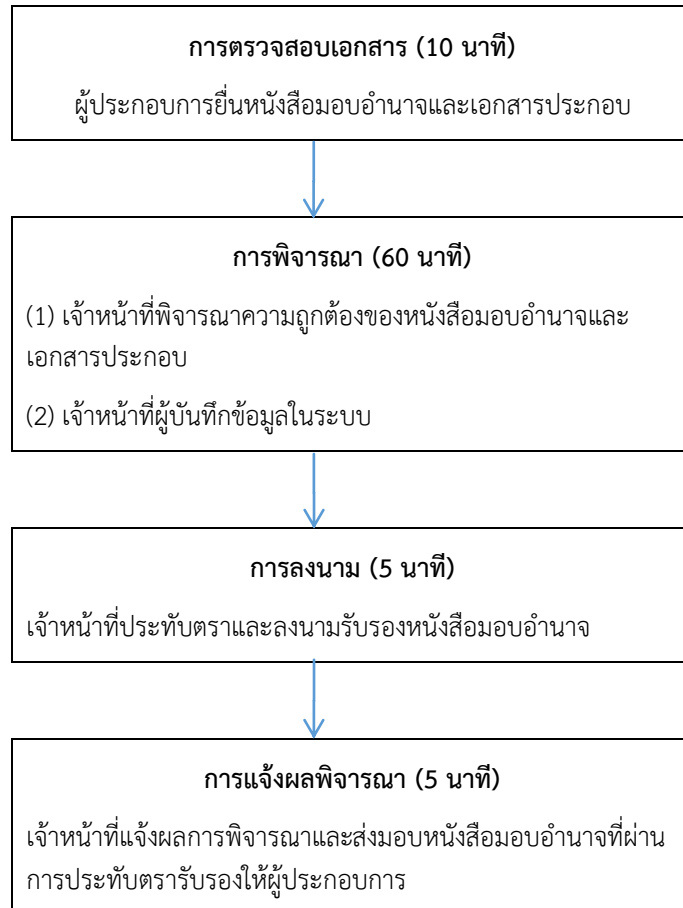 การตรวจสอบเอกสาร (10 นาที)
ผู้ประกอบการยื่นหนังสือมอบอำนาจและเอกสารประกอบ
การพิจารณา (60 นาที)
(1) เจ้าหน้าที่พิจารณาความถูกต้องของหนังสือมอบอำนาจและ
เอกสารประกอบ
(2) เจ้าหน้าที่ผู้บันทึกข้อมูลในระบบ
การลงนาม (5 นาที)
เจ้าหน้าที่ประทับตราและลงนามรับรองหนังสือมอบอำนาจ
การแจ้งผลพิจารณา (5 นาที)
เจ้าหน้าที่แจ้งผลการพิจารณาและส่งมอบหนังสือมอบอำนาจที่ผ่าน
การประทับตรารับรองให้ผู้ประกอบการ